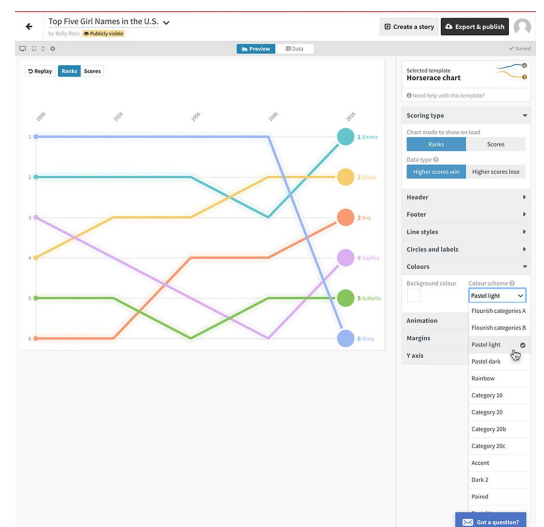 Top Five Girl Names in the U.S.
by Kelly Ross Publicly visible
Create a story
Export & publish
Preview
Data
Saved
Replay
Ranks
Scores
1
2
3
4
5
6
1 Emma
2 Olivia
3 Ava
4 Sophia
5 Isabella
6 Mary
Selected template
Horserace chart
Need help with this template?
Scoring type
Chart mode to show on load
Ranks
Scores
Data type
Higher scores win
Higher scores lose
Header
Footer
Line styles
Circles and labels
Colours
Background colour
Colour scheme
Pastel light
Flourish categories A
Flourish categories B
Pastel light
Pastel dark
Rainbow
Category 10
Category 20
Category 20b
Category 20c
Accent
Dark 2
Paired
Animation
Margins
Y axis
Got a question?